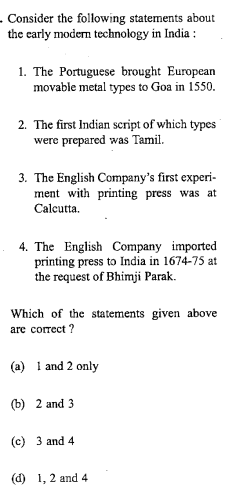 . Consider the following statements about
the early modern technology in India :
1. The Portuguese brought European
movable metal types to Goa in 1550.
2. The first Indian script of which types
were prepared was Tamil.
3. The English Company's first experi-
ment with printing press was at
Calcutta.
4. The English Company imported
printing press to India in 1674-75 at
the request of Bhimji Parak.
Which of the statements given above
are correct ?
(a) 1 and 2 only
(b) 2 and 3
(c) 3 and 4
(d) 1, 2 and 4